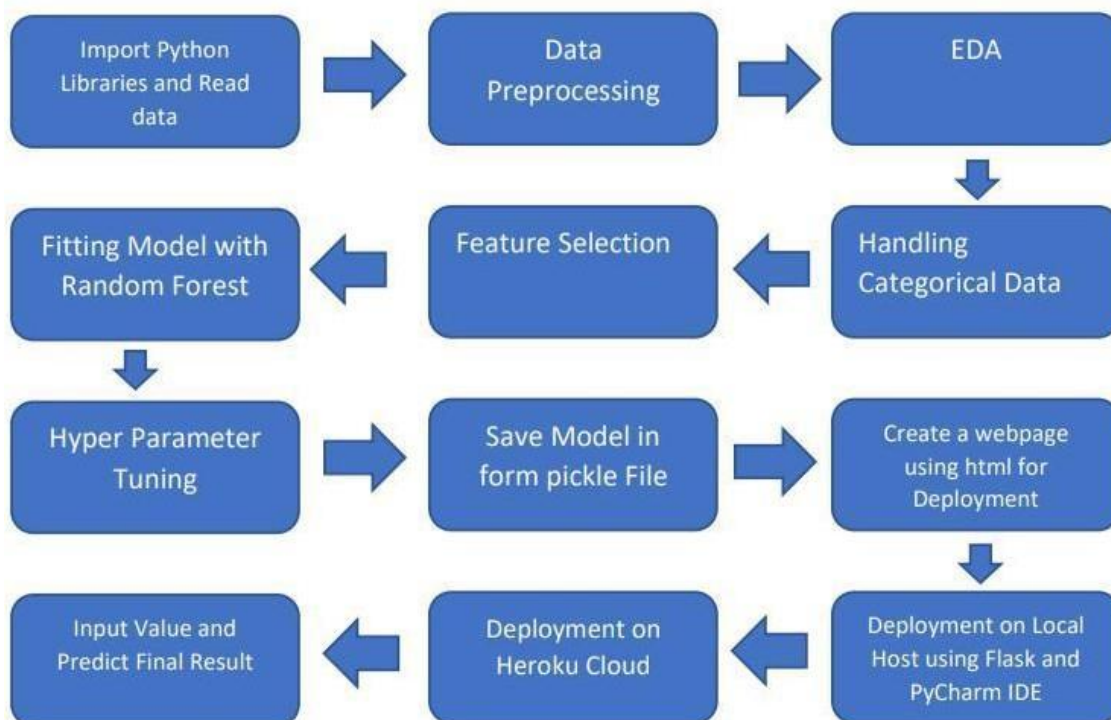 Import Python
Libraries and Read
data
Data
Preprocessing
EDA
Handling
Categorical Data
Feature Selection
Fitting Model with
Random Forest
Hyper Parameter
Tuning
Save Model in
form pickle File
Create a webpage
using html for
Deployment
Deployment on Local
Host using Flask and
PyCharm IDE
Deployment on
Heroku Cloud
Input Value and
Predict Final Result